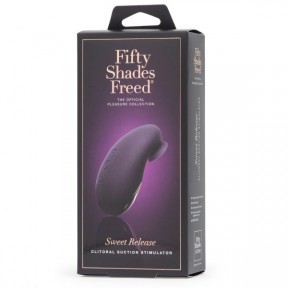 Fifty
Shades
Freed®
THE OFFICIAL
PLEASURE COLLECTION
Sweet Release
CLITORAL SUCTION STIMULATOR